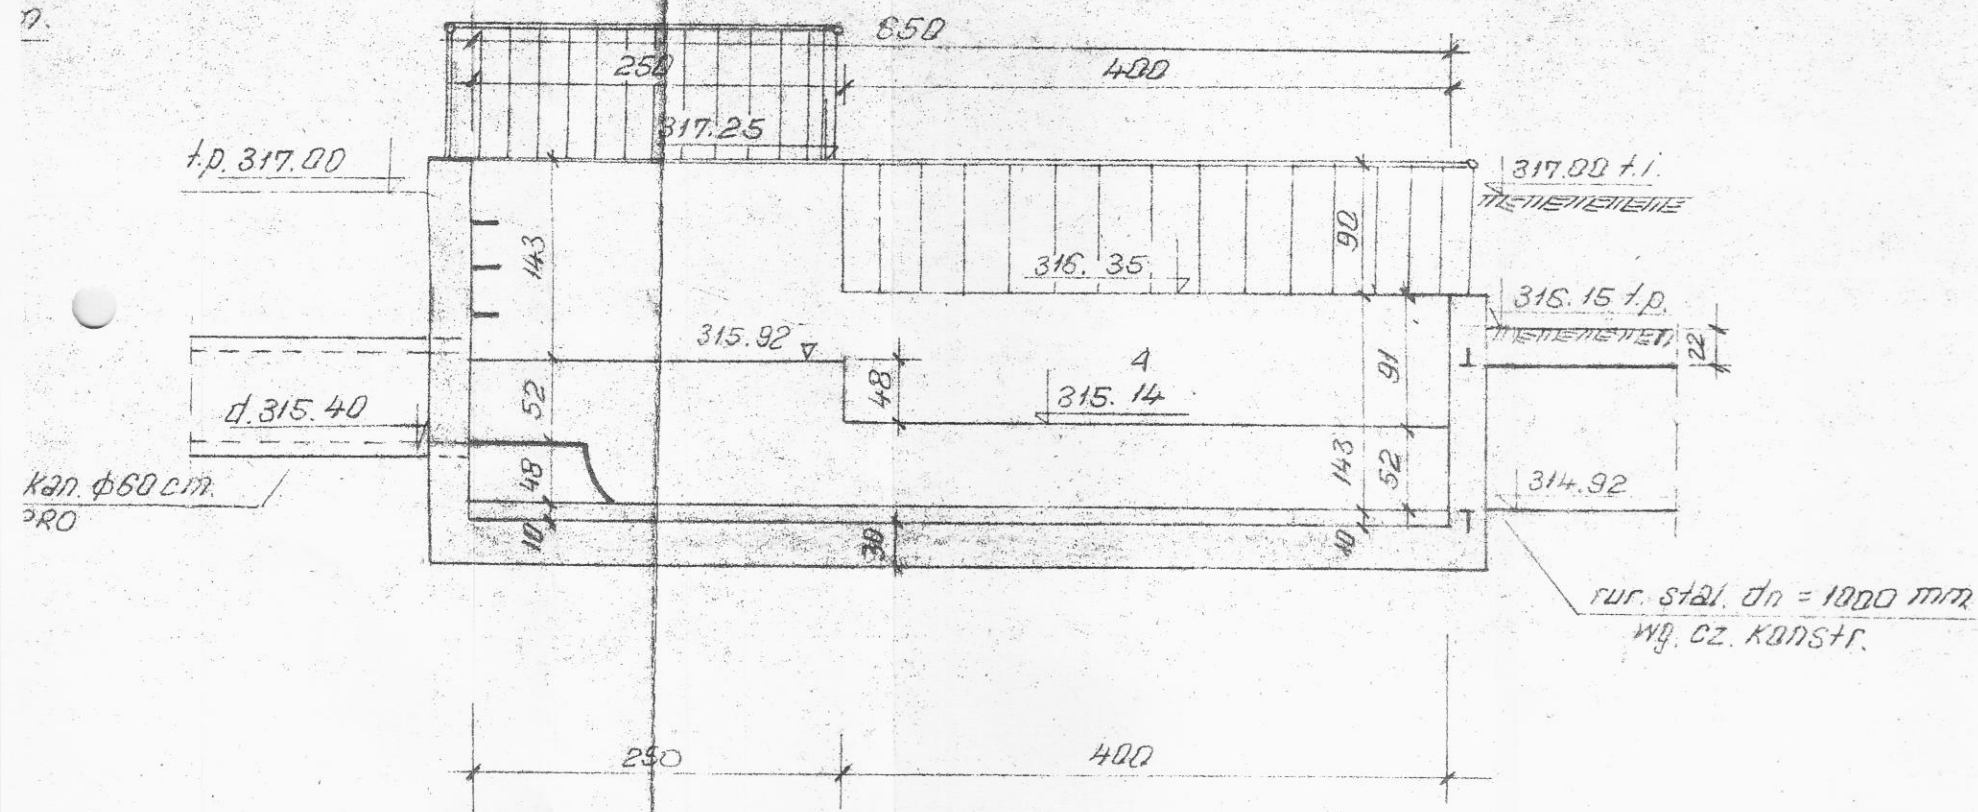 650
250
400
317.25
t.p. 317.00
317.00 t.i.
143
90
316.35
316.15 t.p.
315.92
4
22
48
91
315.14
d.315.40
52
143
52
48
314.92
kan. ϕ60cm.
PRO
10
30
10
rur. stal. dn = 1000 mm
wg. cz. konstr.
250
400